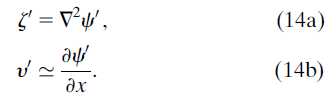 ζ′ = ∇²ψ′, (14a)
υ′ ≃ ∂ψ′/∂x. (14b)